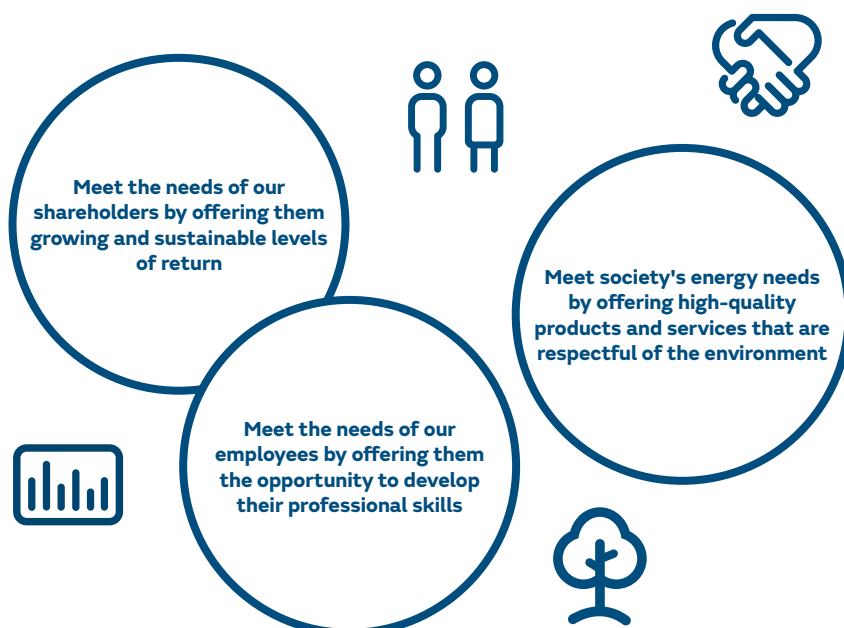 Meet the needs of our
shareholders by offering them
growing and sustainable levels
of return
Meet society's energy needs
by offering high-quality
products and services that are
respectful of the environment
Meet the needs of our
employees by offering them
the opportunity to develop
their professional skills